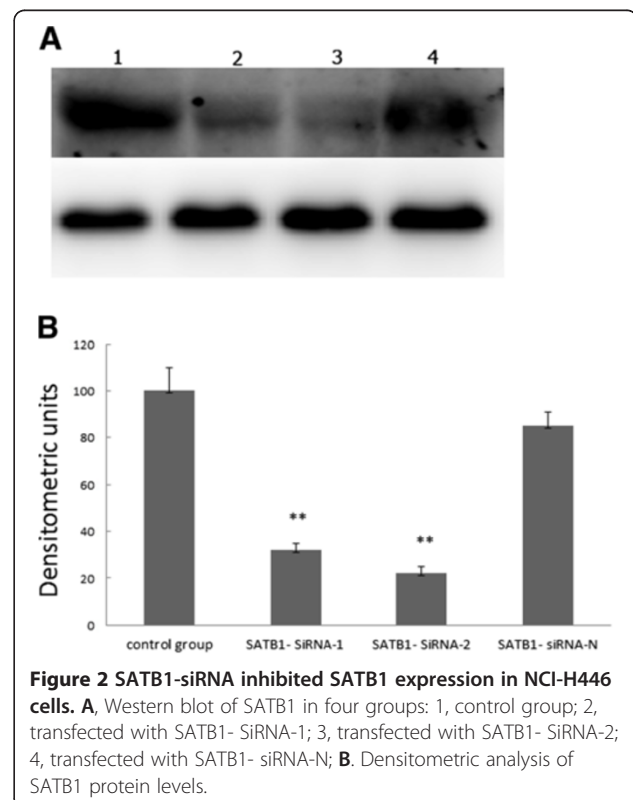 A
1 2 3 4
B
Densitometric units
120
100
80
60
40
20
0
** **
control group SATB1- SiRNA-1 SATB1- SiRNA-2 SATB1- siRNA-N
Figure 2 SATB1-siRNA inhibited SATB1 expression in NCI-H446
cells. A, Western blot of SATB1 in four groups: 1, control group; 2,
transfected with SATB1- SiRNA-1; 3, transfected with SATB1- SiRNA-2;
4, transfected with SATB1- siRNA-N; B. Densitometric analysis of
SATB1 protein levels.